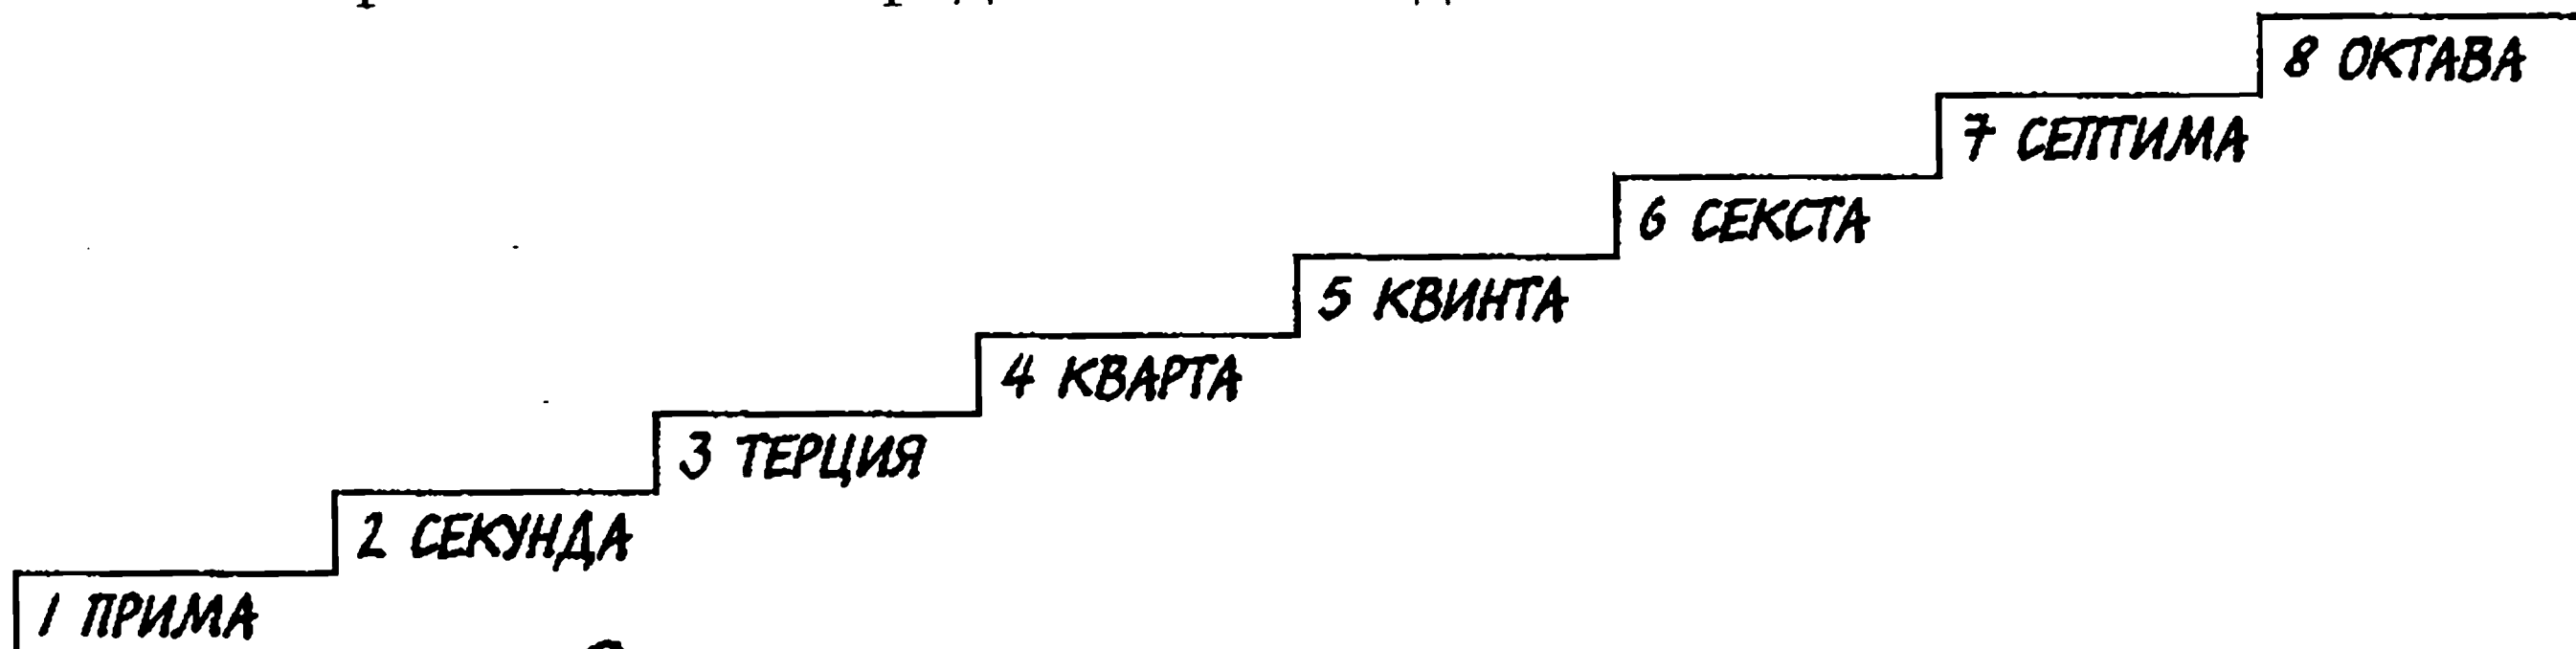 8 ОКТАВА
7 СЕПТИМА
6 СЕКСТА
5 КВИНТА
4 КВАРТА
3 ТЕРЦИЯ
2 СЕКУНДА
1 ПРИМА